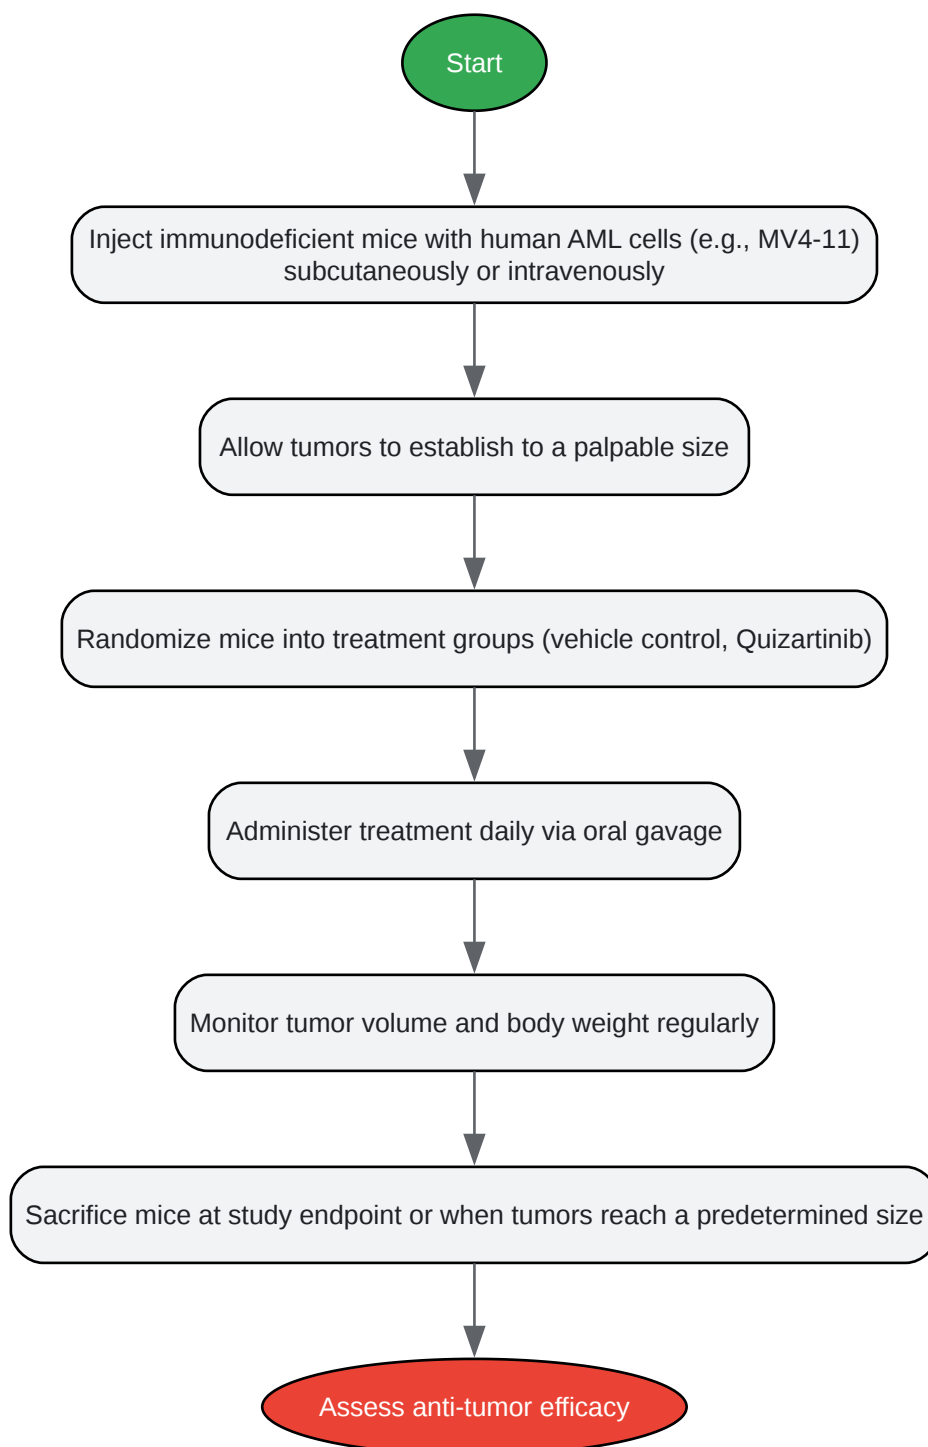 Start
Inject immunodeficient mice with human AML cells (e.g., MV4-11)
subcutaneously or intravenously
Allow tumors to establish to a palpable size
Randomize mice into treatment groups (vehicle control, Quizartinib)
Administer treatment daily via oral gavage
Monitor tumor volume and body weight regularly
Sacrifice mice at study endpoint or when tumors reach a predetermined size
Assess anti-tumor efficacy